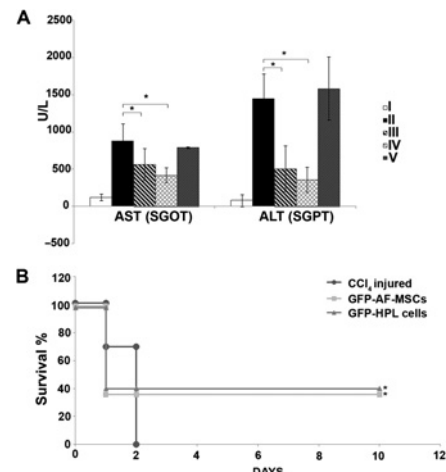 A
2500
2000
1500
1000
500
0
−500
U/L
*
*
*
*
AST (SGOT)
ALT (SGPT)
I
II
III
IV
V
B
120
100
80
60
40
20
0
Survival %
CCl₄ injured
GFP-AF-MSCs
GFP-HPL cells
*
*
0 2 4 6 8 10 12
DAYS